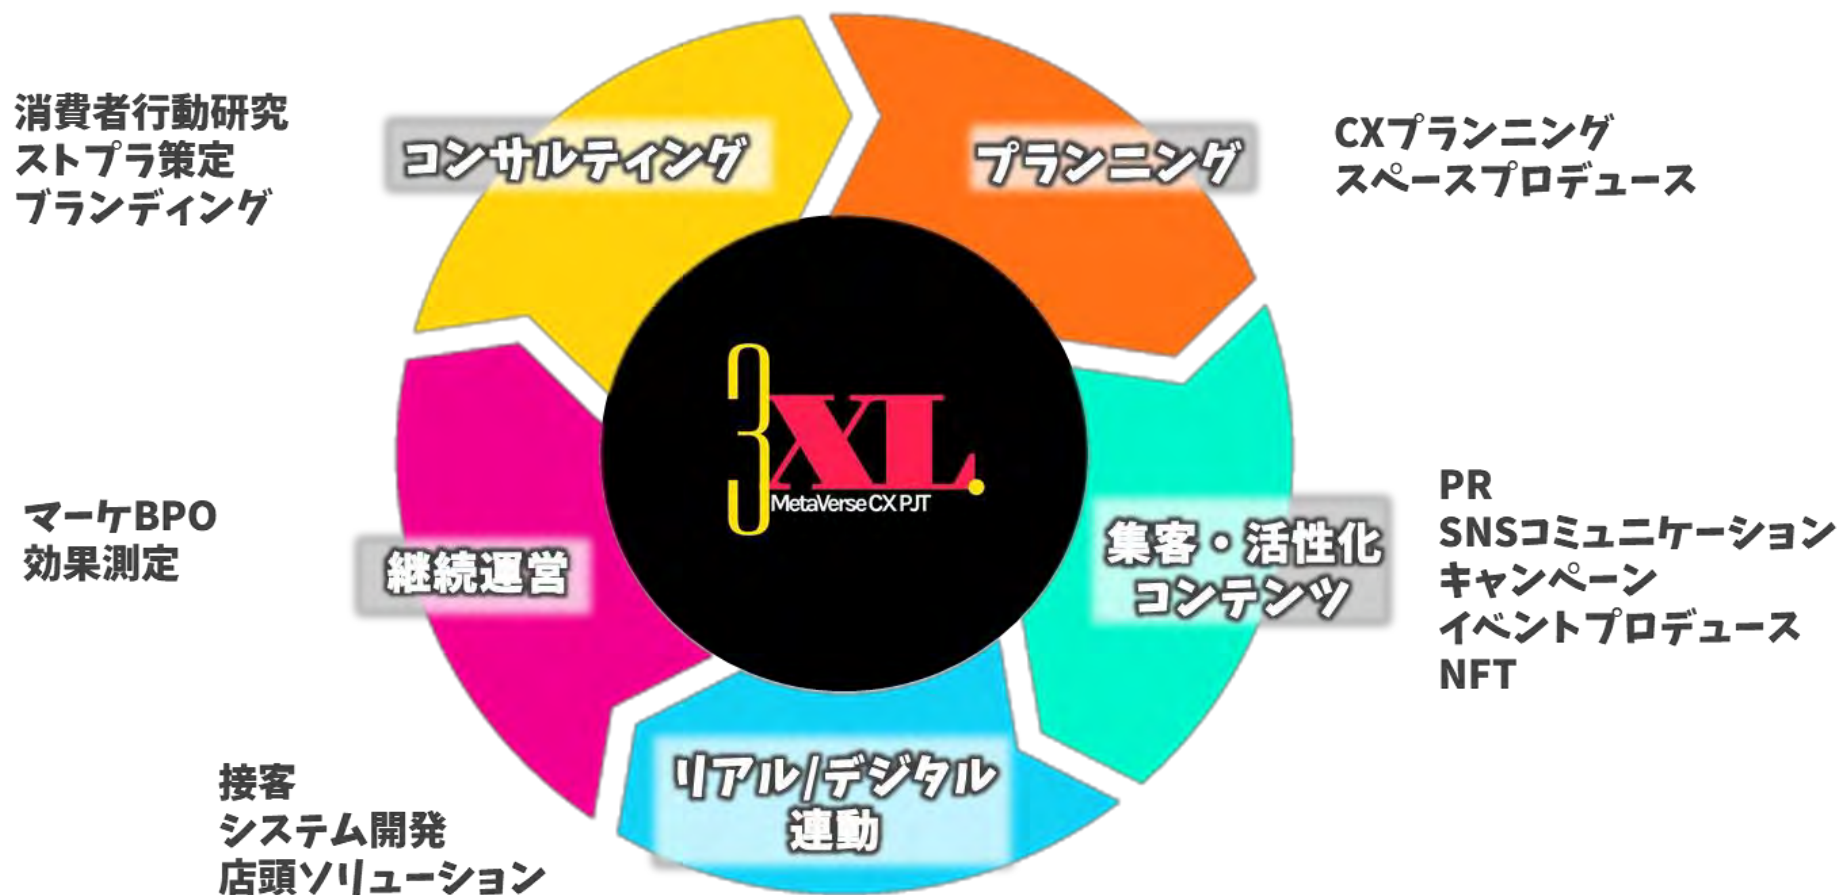 消費者行動研究
ストプラ策定
ブランディング
コンサルティング
プランニング
CXプランニング
スペースプロデュース
3XL.
MetaVerse CX PJT
マーケBPO
効果測定
継続運営
集客・活性化
コンテンツ
PR
SNSコミュニケーション
キャンペーン
イベントプロデュース
NFT
リアル/デジタル
連動
接客
システム開発
店頭ソリューション